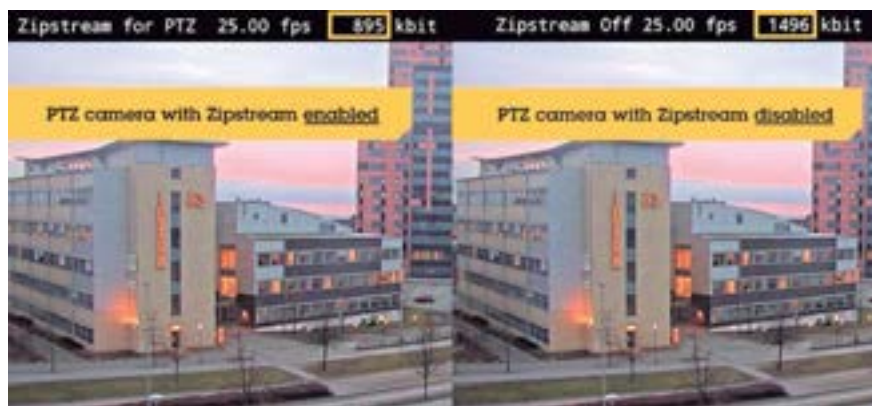 Zipstream for PTZ 25.00 fps 895 kbit
Zipstream Off 25.00 fps 1496 kbit
PTZ camera with Zipstream enabled
PTZ camera with Zipstream disabled